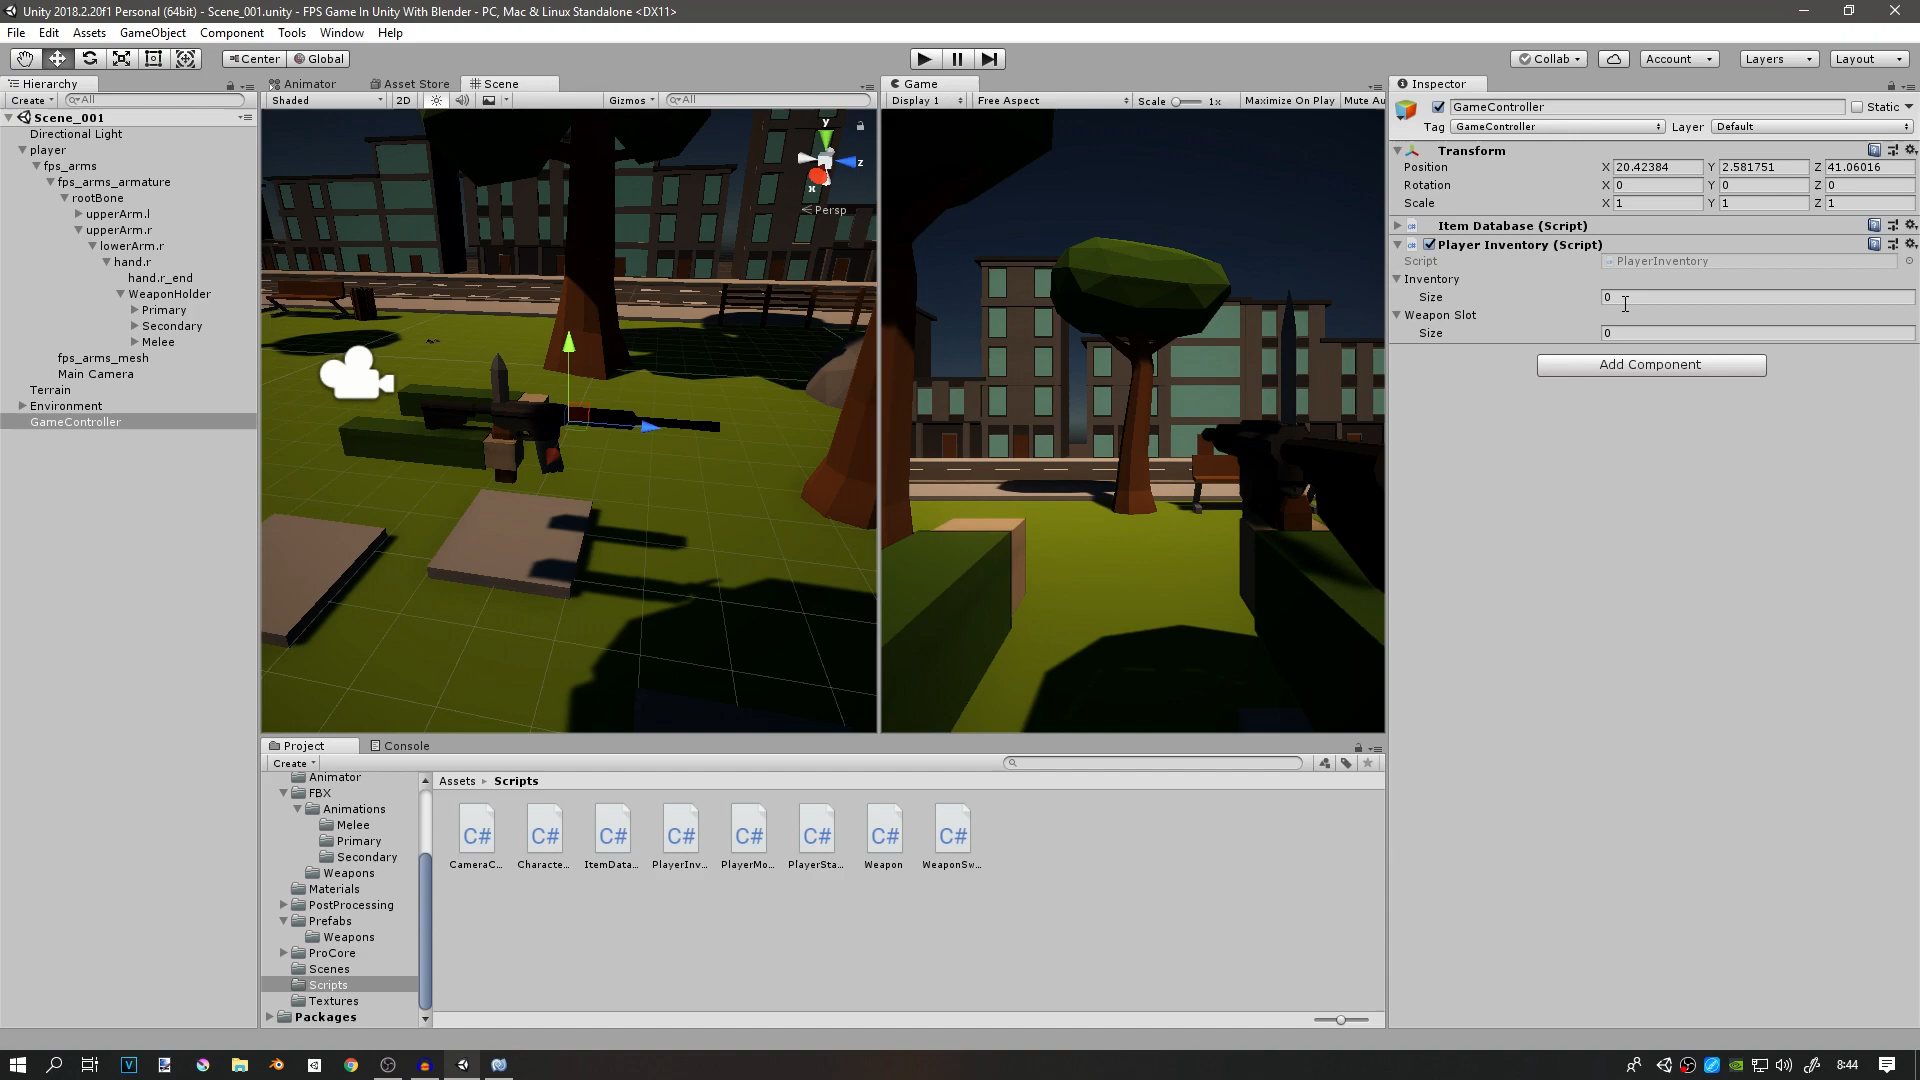 Unity 2018.2.20f1 Personal (64bit) - Scene_001.unity - FPS Game In Unity With Blender - PC, Mac & Linux Standalone <DX11>
File Edit Assets GameObject Component Tools Window Help
Center Global
Collab Account Layers Layout
Hierarchy
Create All
Scene_001
Directional Light
player
fps_arms
fps_arms_armature
rootBone
upperArm.l
upperArm.r
lowerArm.r
hand.r
hand.r_end
WeaponHolder
Primary
Secondary
Melee
fps_arms_mesh
Main Camera
Terrain
Environment
GameController
Animator Asset Store Scene
Shaded 2D Gizmos All
y
z
x
Persp
Game
Display 1 Free Aspect Scale 1x Maximize On Play Mute Au
Inspector
GameController Static
Tag GameController Layer Default
Transform
Position X 20.42384 Y 2.581751 Z 41.06016
Rotation X 0 Y 0 Z 0
Scale X 1 Y 1 Z 1
Item Database (Script)
Player Inventory (Script)
Script PlayerInventory
Inventory
Size 0
Weapon Slot
Size 0
Add Component
Project Console
Create
Animator
FBX
Animations
Melee
Primary
Secondary
Weapons
Materials
PostProcessing
Prefabs
Weapons
ProCore
Scenes
Scripts
Textures
Packages
Assets Scripts
C# C# C# C# C# C# C# C#
CameraC... Characte... ItemData... PlayerInv... PlayerMo... PlayerSta... Weapon WeaponSw...
8:44